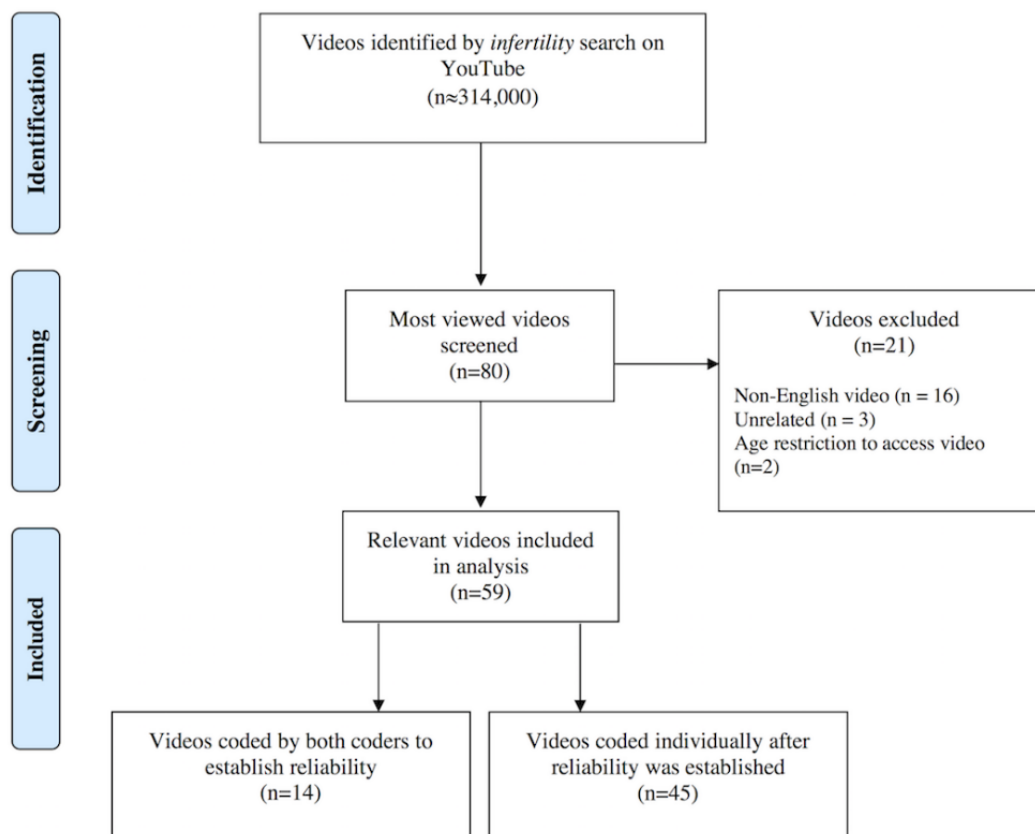 Identification
Videos identified by infertility search on
YouTube
(n≈314,000)
Screening
Most viewed videos
screened
(n=80)
Videos excluded
(n=21)
Non-English video (n = 16)
Unrelated (n = 3)
Age restriction to access video
(n=2)
Included
Relevant videos included
in analysis
(n=59)
Videos coded by both coders to
establish reliability
(n=14)
Videos coded individually after
reliability was established
(n=45)